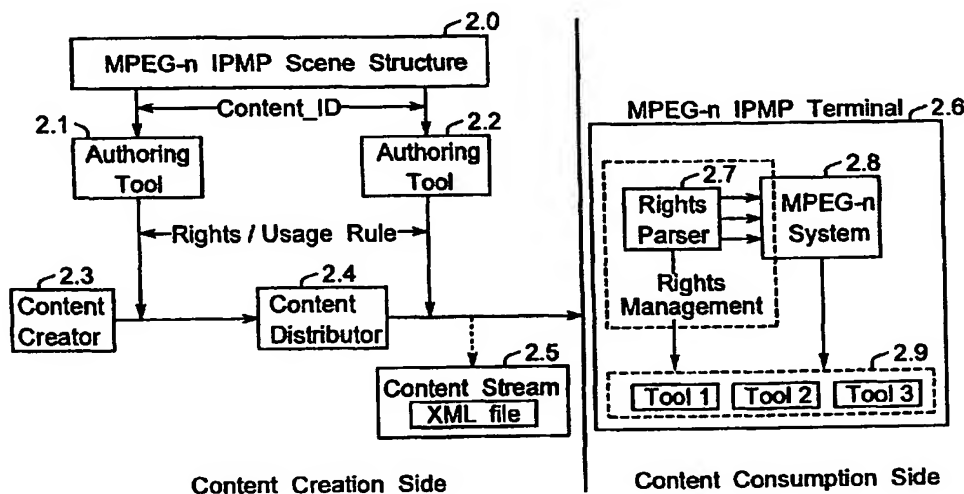 2.0
MPEG-n IPMP Scene Structure
Content_ID
2.1
Authoring
Tool
2.2
Authoring
Tool
Rights / Usage Rule
2.3
Content
Creator
2.4
Content
Distributor
2.5
Content Stream
XML file
Content Creation Side
MPEG-n IPMP Terminal
2.6
2.7
Rights
Parser
2.8
MPEG-n
System
Rights
Management
2.9
Tool 1
Tool 2
Tool 3
Content Consumption Side